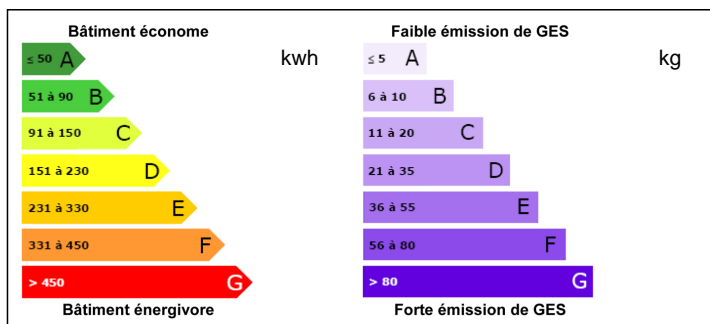 Bâtiment économe
≤ 50 A
kwh
51 à 90 B
91 à 150 C
151 à 230 D
231 à 330 E
331 à 450 F
> 450 G
Bâtiment énergivore
Faible émission de GES
≤ 5 A
kg
6 à 10 B
11 à 20 C
21 à 35 D
36 à 55 E
56 à 80 F
> 80 G
Forte émission de GES